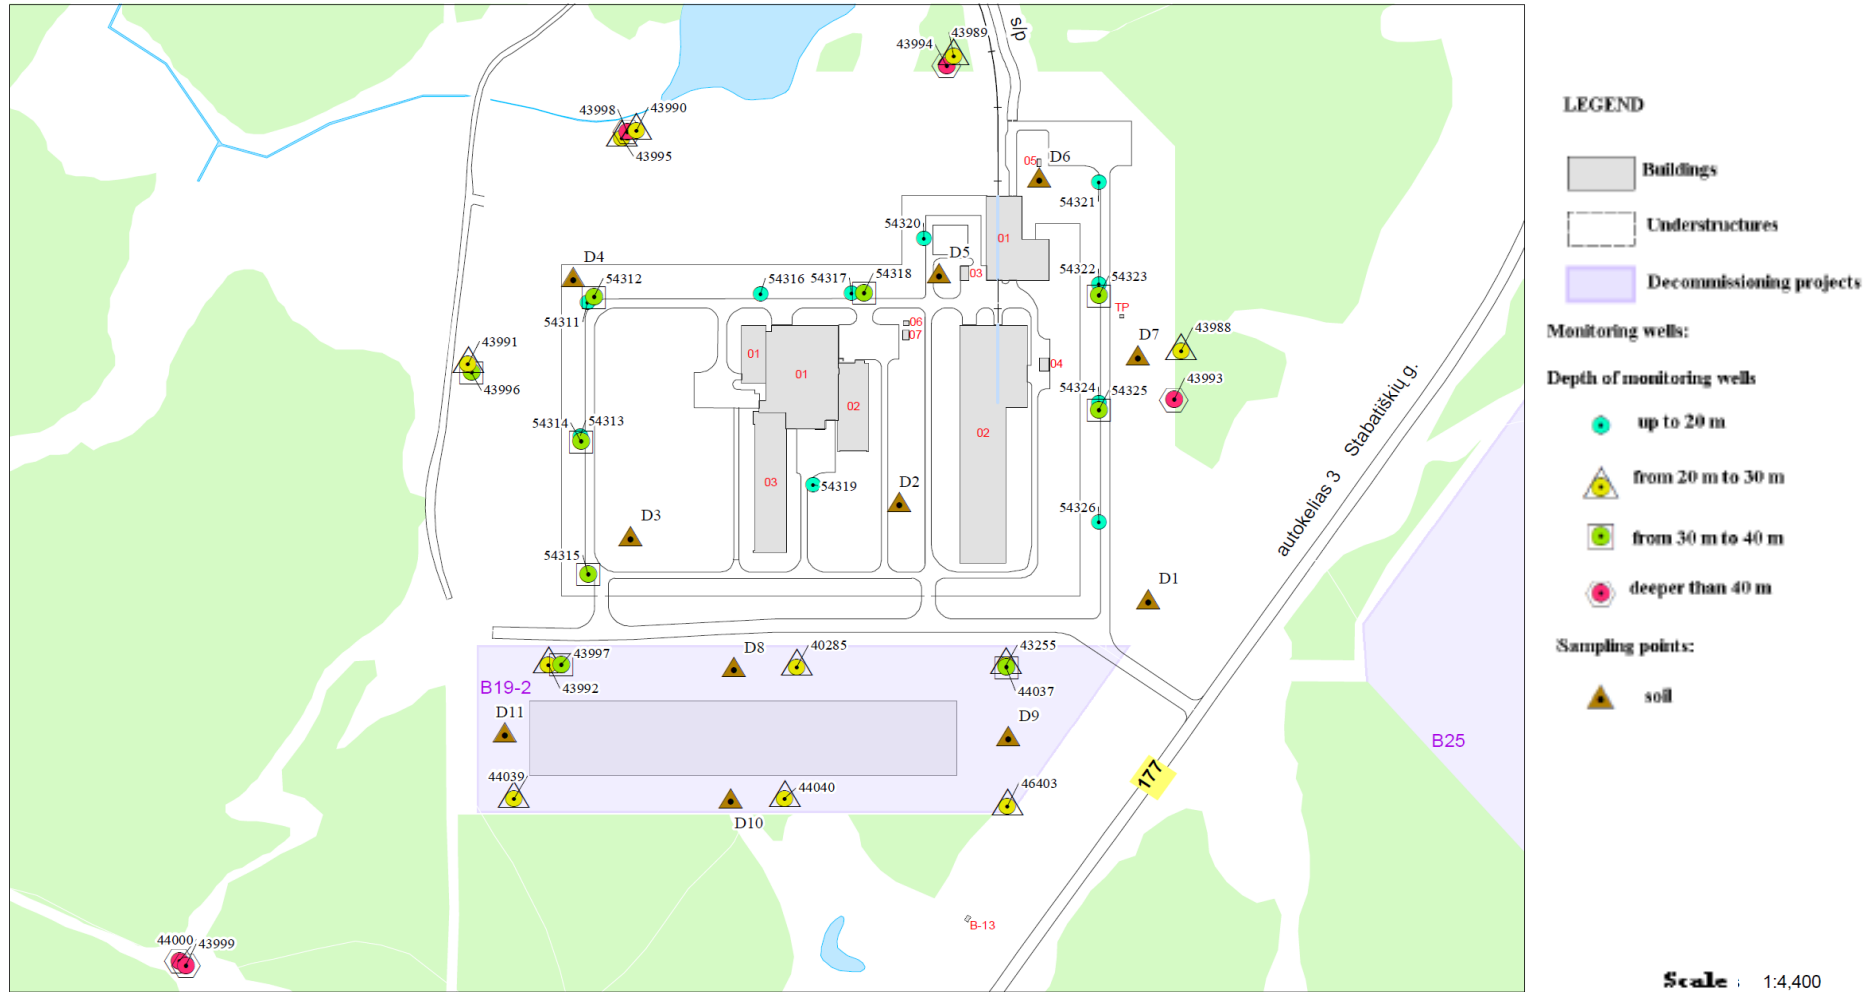 s/p
43989
43994
43998
43990
43995
05
D6
54321
54320
01
D5
03
54322
54323
TP
D4
54312
54311
54316
54317
54318
06
07
D7
43988
43991
43996
01
01
02
04
54324
54325
43993
54314
54313
02
03
54319
D2
54326
D3
54315
D1
autokelias 3 Stabatiškių g.
43997
43992
D8
40285
43255
44037
B19-2
D11
D9
B25
44039
44040
46403
D10
177
B-13
44000
43999
LEGEND
Buildings
Understructures
Decommissioning projects
Monitoring wells:
Depth of monitoring wells
up to 20 m
from 20 m to 30 m
from 30 m to 40 m
deeper than 40 m
Sampling points:
soil
Scale : 1:4,400